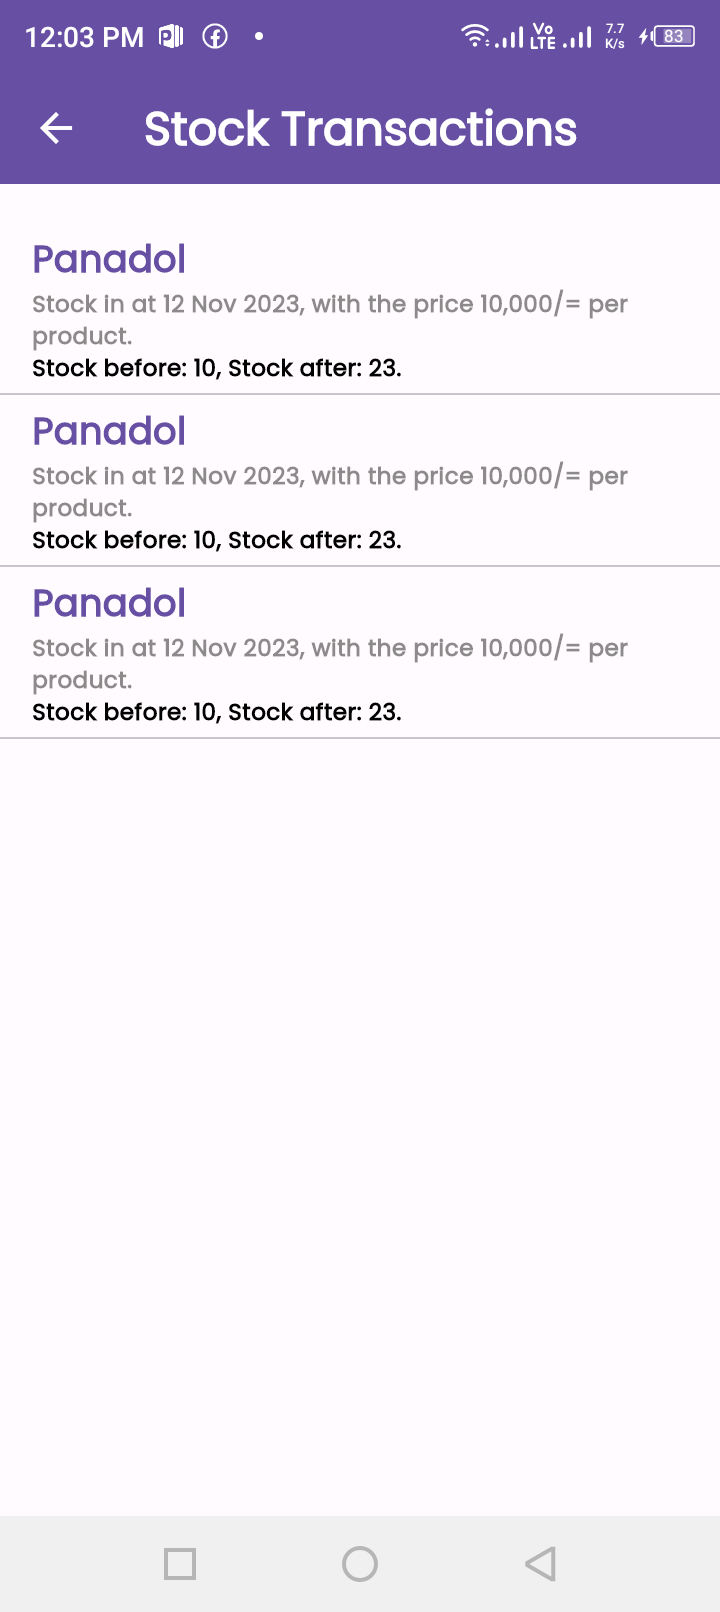 12:03 PM
Vo
LTE
7.7
K/s
83
Stock Transactions
Panadol
Stock in at 12 Nov 2023, with the price 10,000/= per
product.
Stock before: 10, Stock after: 23.
Panadol
Stock in at 12 Nov 2023, with the price 10,000/= per
product.
Stock before: 10, Stock after: 23.
Panadol
Stock in at 12 Nov 2023, with the price 10,000/= per
product.
Stock before: 10, Stock after: 23.